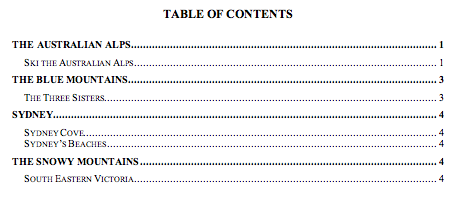 TABLE OF CONTENTS
THE AUSTRALIAN ALPS........................................................................................................ 1
SKI THE AUSTRALIAN ALPS........................................................................................................ 1
THE BLUE MOUNTAINS........................................................................................................ 3
THE THREE SISTERS........................................................................................................ 3
SYDNEY........................................................................................................ 4
SYDNEY COVE........................................................................................................ 4
SYDNEY'S BEACHES........................................................................................................ 4
THE SNOWY MOUNTAINS........................................................................................................ 4
SOUTH EASTERN VICTORIA........................................................................................................ 4